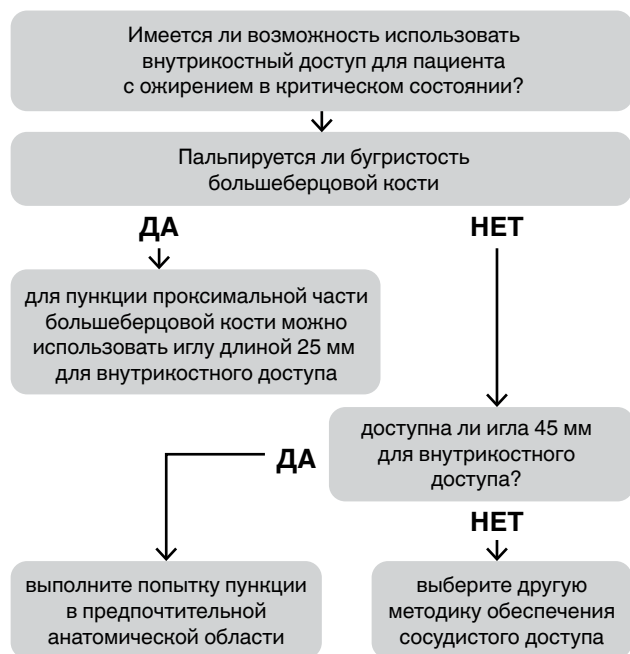 Имеется ли возможность использовать
внутрикостный доступ для пациента
с ожирением в критическом состоянии?
Пальпируется ли бугристость
большеберцовой кости
ДА
НЕТ
для пункции проксимальной части
большеберцовой кости можно
использовать иглу длиной 25 мм
для внутрикостного доступа
доступна ли игла 45 мм
для внутрикостного
доступа?
ДА
НЕТ
выполните попытку пункции
в предпочтительной
анатомической области
выберите другую
методику обеспечения
сосудистого доступа